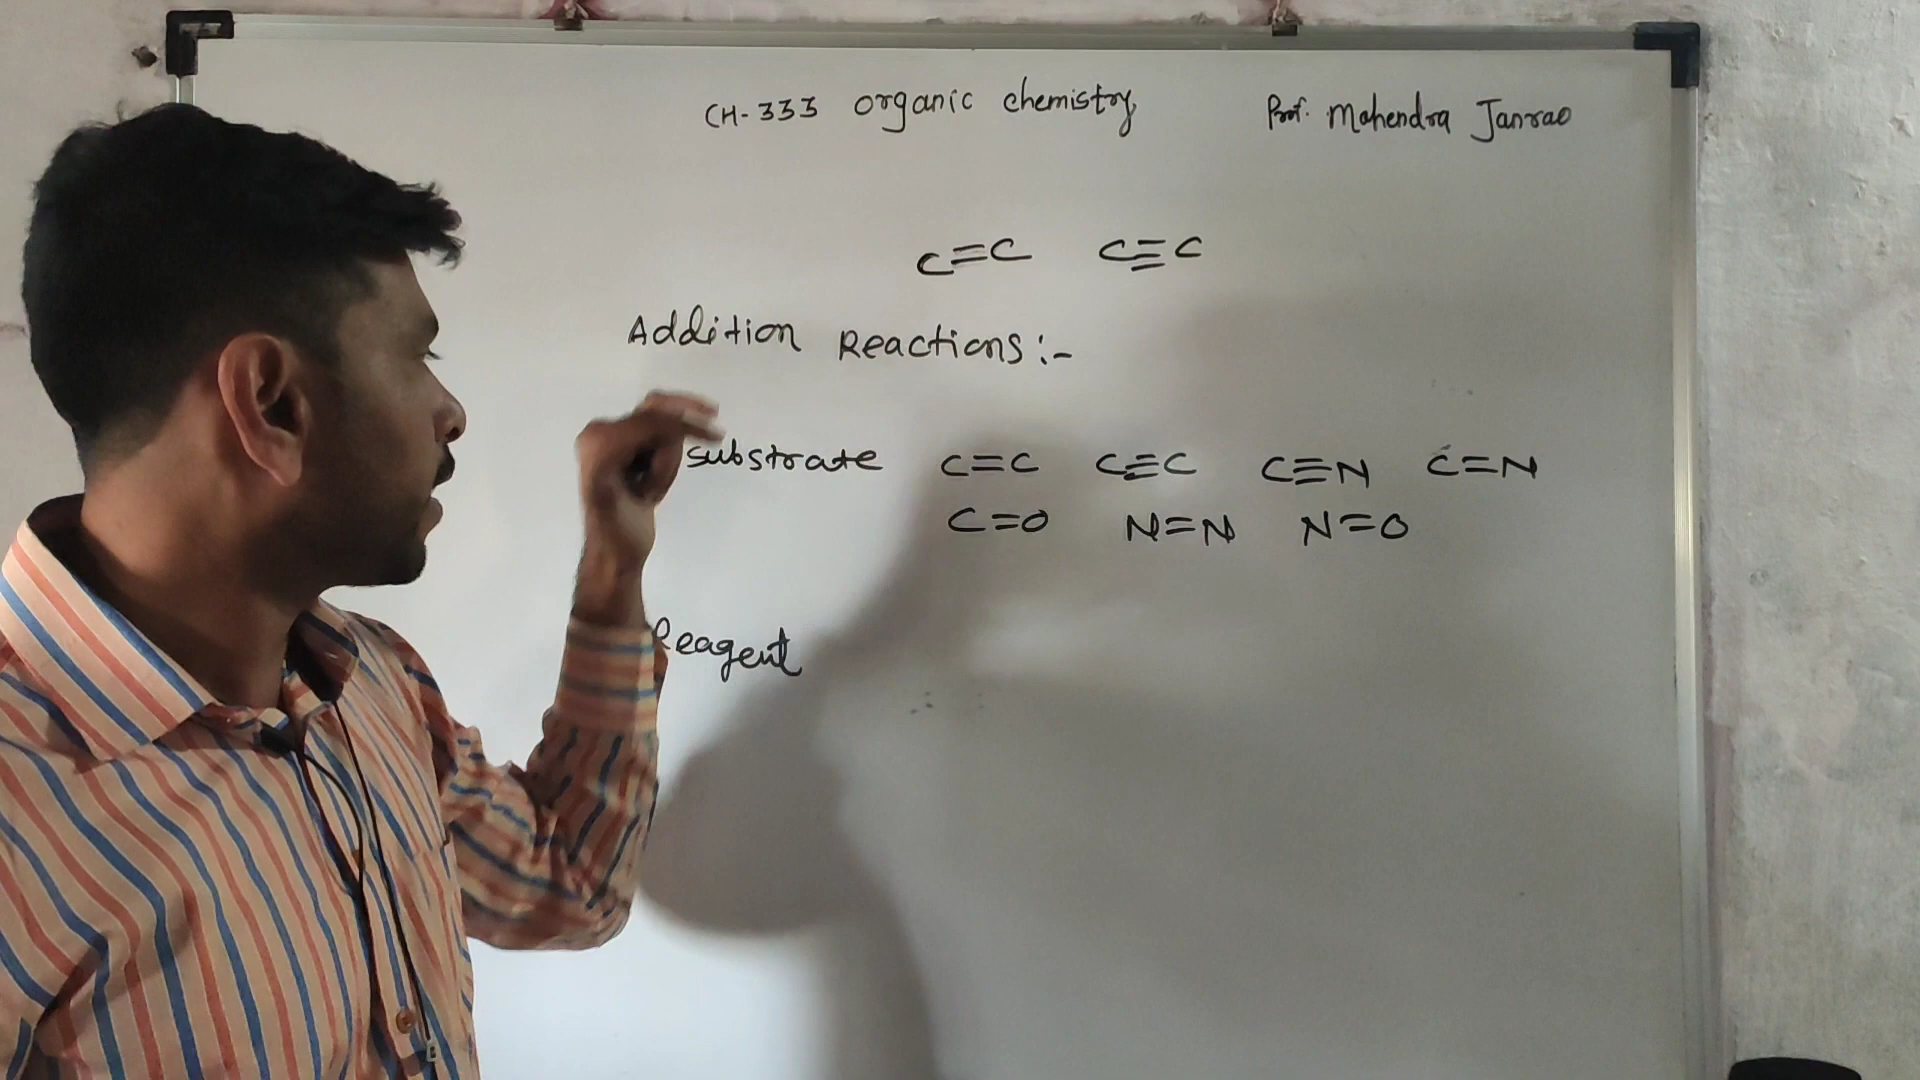 CH-333 organic chemistry Prof. Mahendra Janrao
C=C C≡C
Addition Reactions:-
substrate C=C C≡C C≡N C=N
C=O N=N N=O
Reagent